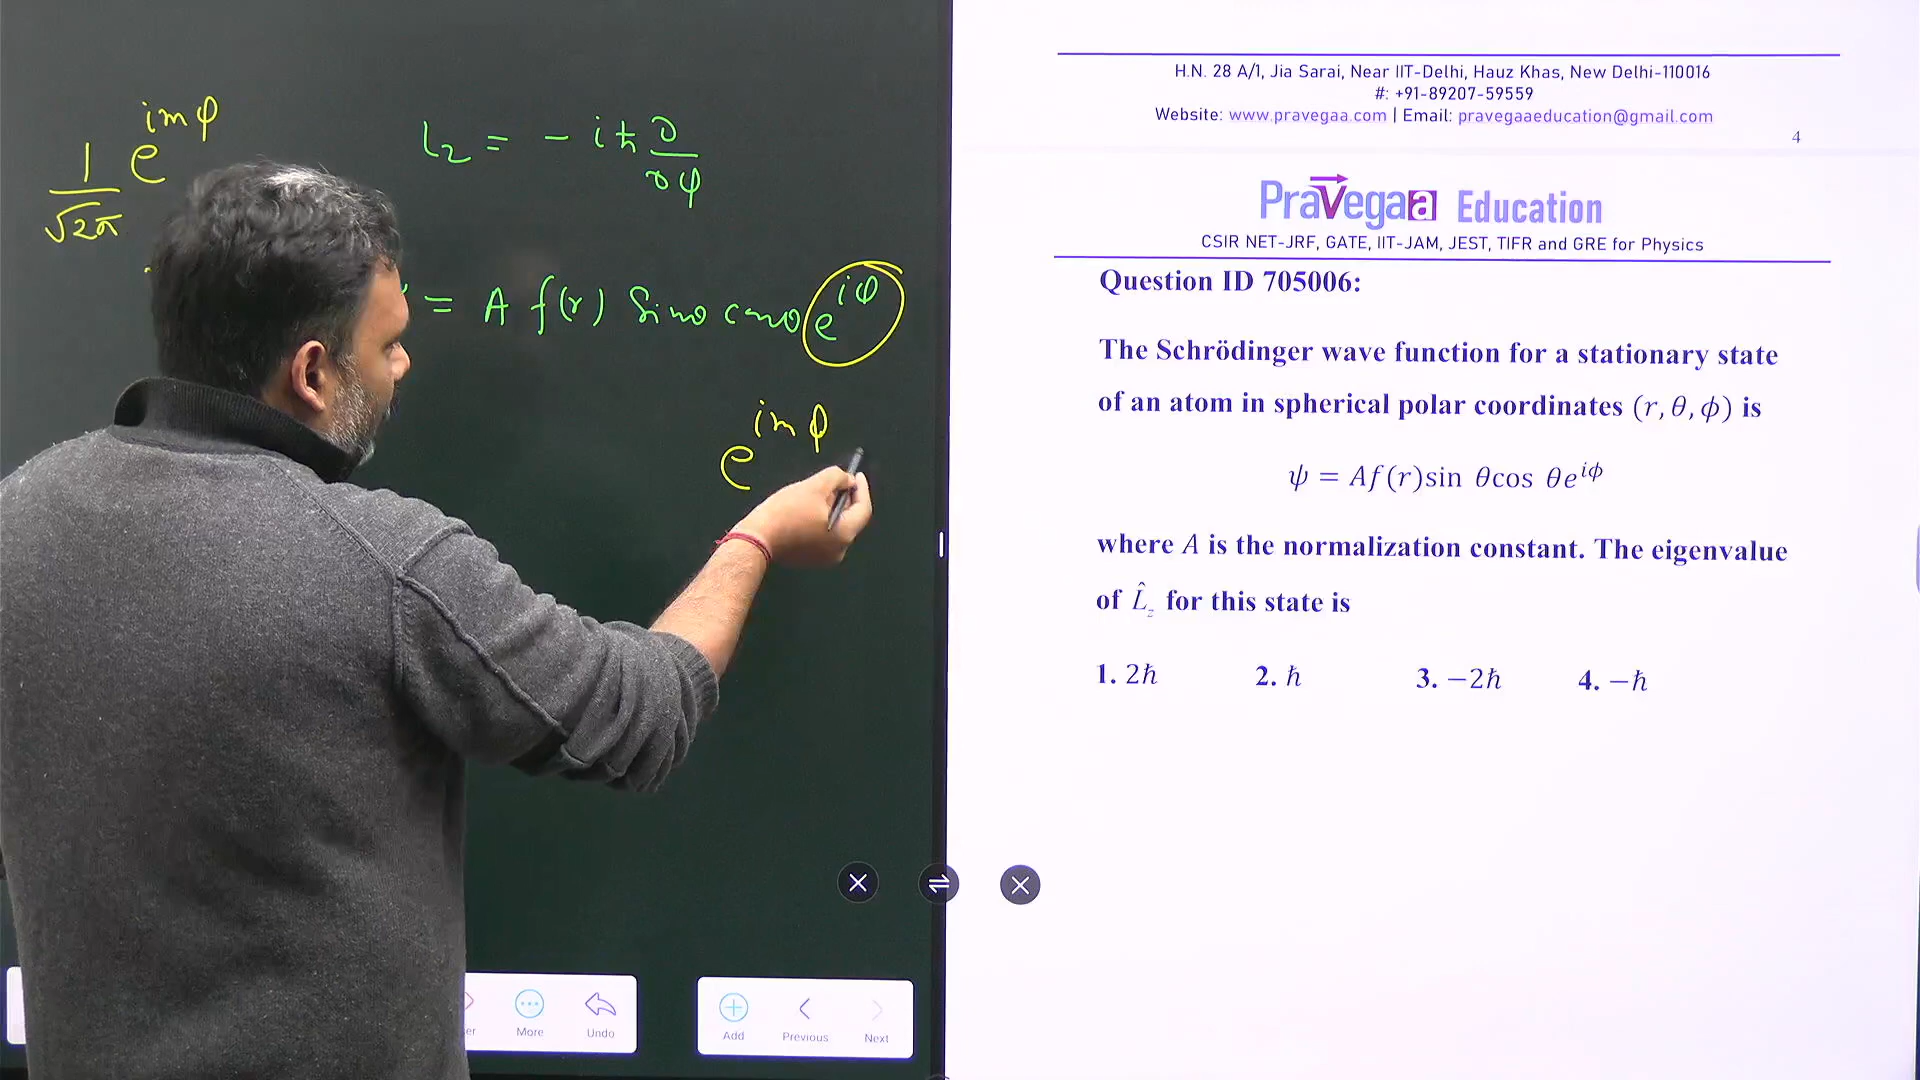 1/√2π e^{imφ}
L_z = - iħ ∂/∂φ
= A f(r) Sinθ cosθ e^{iφ}
e^{imφ}
More
Undo
Add
Previous
Next
H.N. 28 A/1, Jia Sarai, Near IIT-Delhi, Hauz Khas, New Delhi-110016
#: +91-89207-59559
Website: www.pravegaa.com | Email: pravegaaeducation@gmail.com
4
Pravegaa Education
CSIR NET-JRF, GATE, IIT-JAM, JEST, TIFR and GRE for Physics
Question ID 705006:
The Schrödinger wave function for a stationary state
of an atom in spherical polar coordinates (r, θ, ϕ) is
ψ = Af(r)sin θcos θe^{iϕ}
where A is the normalization constant. The eigenvalue
of L̂_z for this state is
1. 2ħ 2. ħ 3. −2ħ 4. −ħ